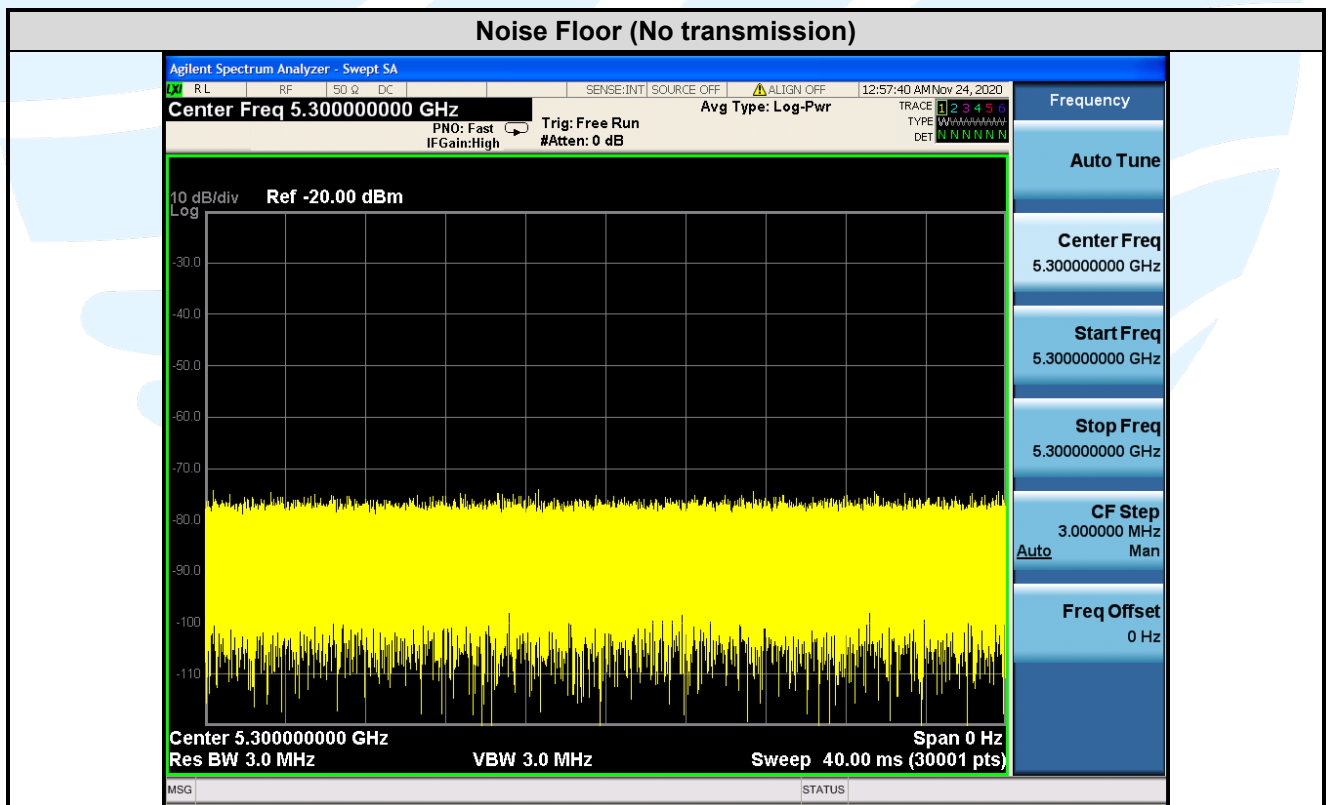 Noise Floor (No transmission)
Agilent Spectrum Analyzer - Swept SA
LXI RL RF 50 Ω DC SENSE:INT SOURCE OFF ALIGN OFF 12:57:40 AM Nov 24, 2020
Center Freq 5.300000000 GHz Avg Type: Log-Pwr TRACE 1 2 3 4 5 6
PNO: Fast Trig: Free Run TYPE
IFGain:High #Atten: 0 dB DET N N N N N N
10 dB/div Ref -20.00 dBm
Log
-30.0
-40.0
-50.0
-60.0
-70.0
-80.0
-90.0
-100
-110
Center 5.300000000 GHz Span 0 Hz
Res BW 3.0 MHz VBW 3.0 MHz Sweep 40.00 ms (30001 pts)
MSG STATUS
Frequency
Auto Tune
Center Freq
5.300000000 GHz
Start Freq
5.300000000 GHz
Stop Freq
5.300000000 GHz
CF Step
3.000000 MHz
Auto Man
Freq Offset
0 Hz